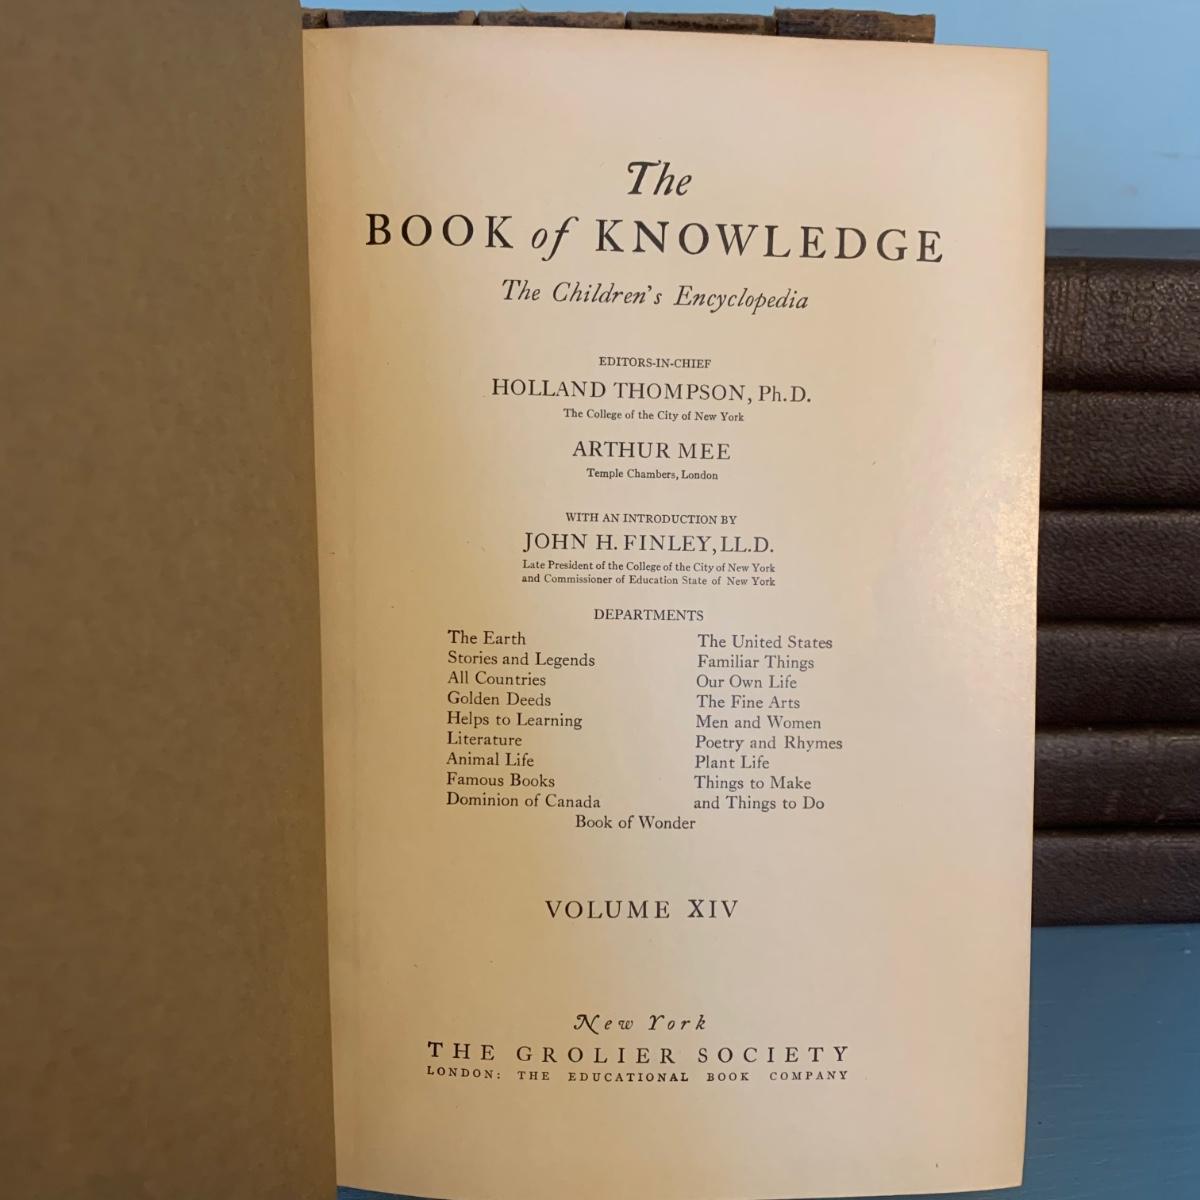 The
BOOK of KNOWLEDGE
The Children's Encyclopedia
EDITORS-IN-CHIEF
HOLLAND THOMPSON, Ph.D.
The College of the City of New York
ARTHUR MEE
Temple Chambers, London
WITH AN INTRODUCTION BY
JOHN H. FINLEY, LL.D.
Late President of the College of the City of New York
and Commissioner of Education State of New York
DEPARTMENTS
The Earth
Stories and Legends
All Countries
Golden Deeds
Helps to Learning
Literature
Animal Life
Famous Books
Dominion of Canada
The United States
Familiar Things
Our Own Life
The Fine Arts
Men and Women
Poetry and Rhymes
Plant Life
Things to Make
and Things to Do
Book of Wonder
VOLUME XIV
New York
THE GROLIER SOCIETY
LONDON: THE EDUCATIONAL BOOK COMPANY